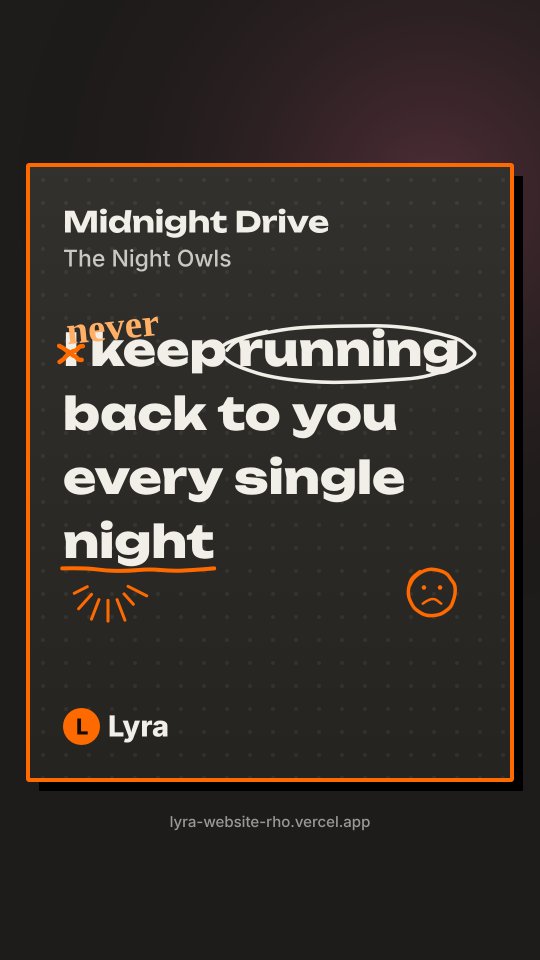 Midnight Drive
The Night Owls
never
I keep running
back to you
every single
night
L Lyra
lyra-website-rho.vercel.app